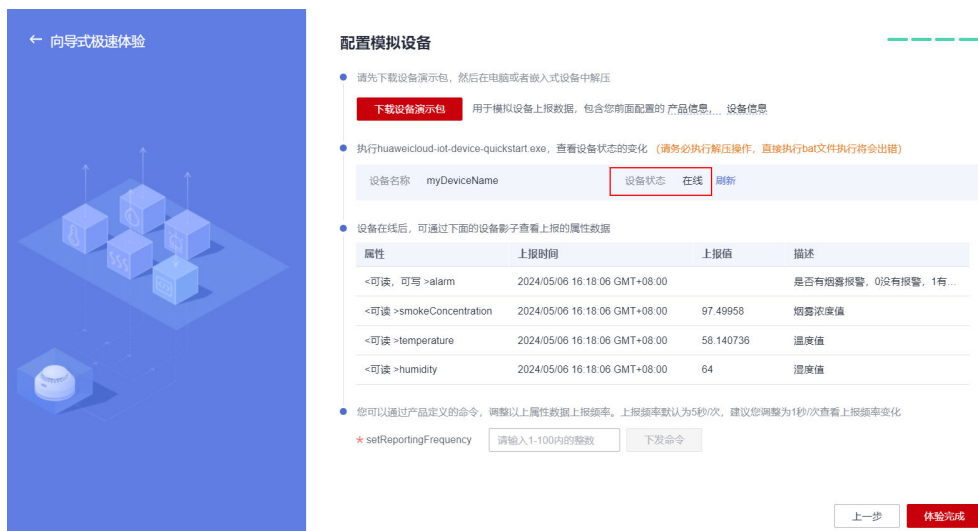 ← 向导式极速体验
配置模拟设备
请先下载设备演示包，然后在电脑或者嵌入式设备中解压
下载设备演示包 用于模拟设备上报数据，包含您前面配置的 产品信息， 设备信息
执行huaweicloud-iot-device-quickstart.exe，查看设备状态的变化 （请务必执行解压操作，直接执行bat文件执行将会出错）
设备名称 myDeviceName 设备状态 在线 刷新
设备在线后，可通过下面的设备影子查看上报的属性数据
属性 上报时间 上报值 描述
<可读，可写 >alarm 2024/05/06 16:18:06 GMT+08:00 是否有烟雾报警，0没有报警，1有...
<可读 >smokeConcentration 2024/05/06 16:18:06 GMT+08:00 97.49958 烟雾浓度值
<可读 >temperature 2024/05/06 16:18:06 GMT+08:00 58.140736 温度值
<可读 >humidity 2024/05/06 16:18:06 GMT+08:00 64 湿度值
您可以通过产品定义的命令，调整以上属性数据上报频率。上报频率默认为5秒/次，建议您调整为1秒/次查看上报频率变化
* setReportingFrequency 请输入1-100内的整数 下发命令
上一步 体验完成